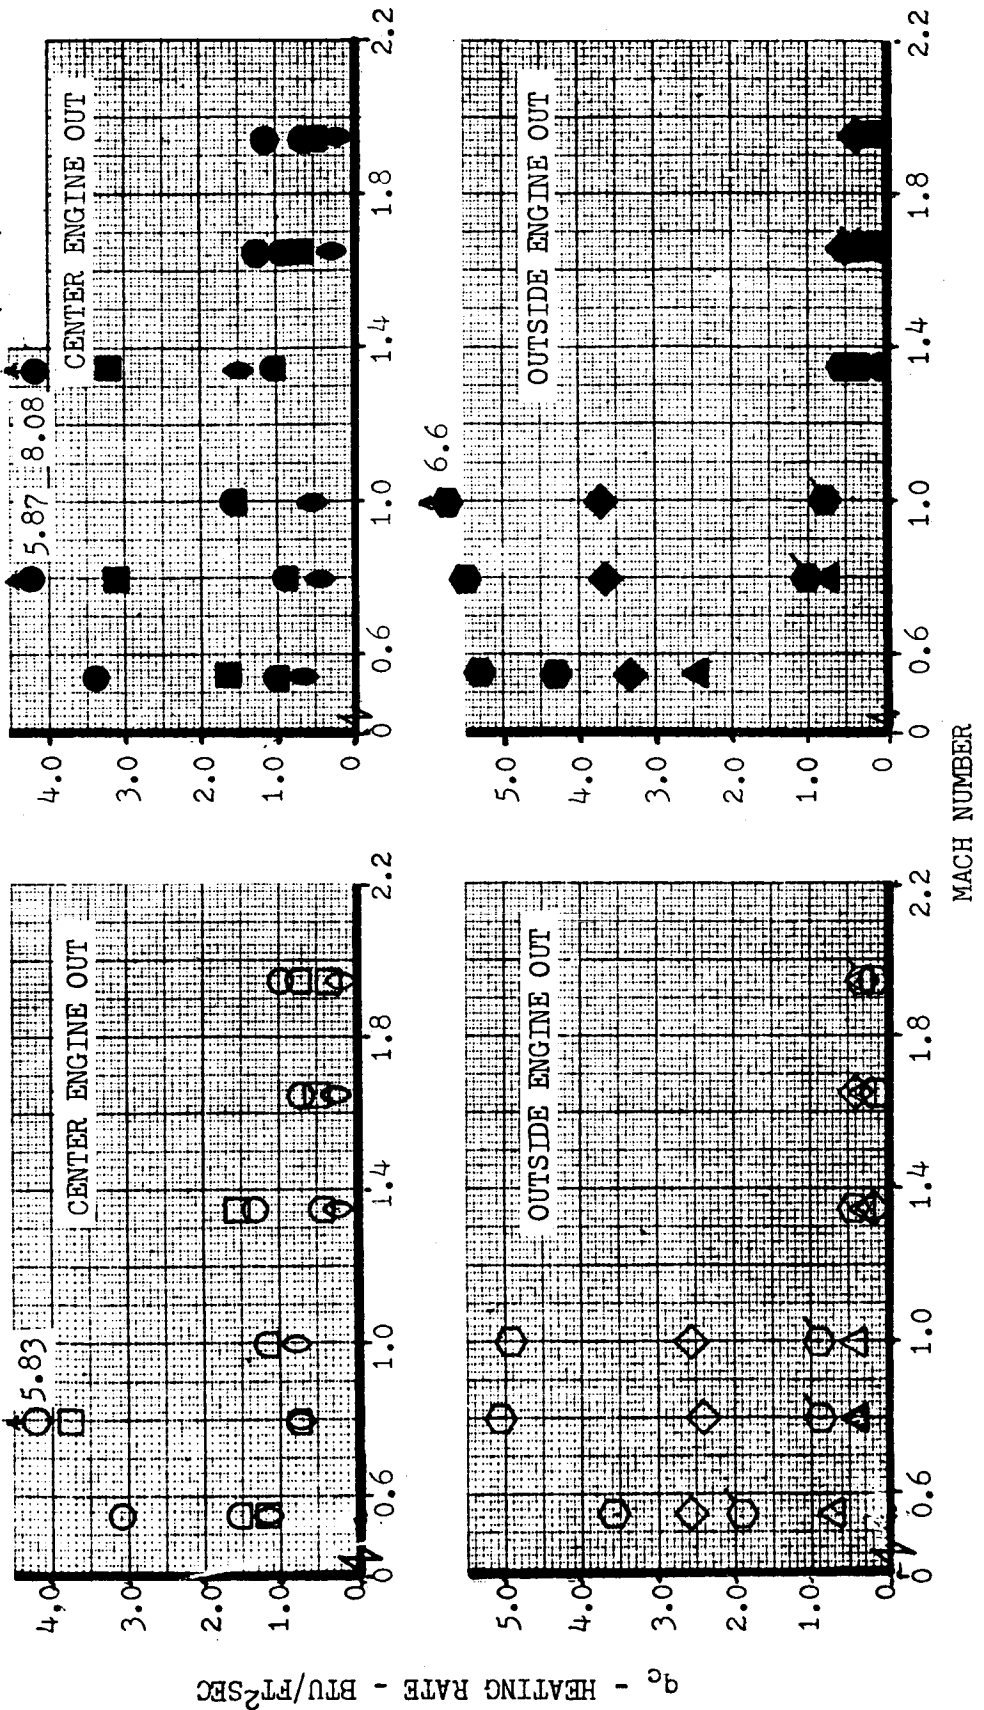 q_c - HEATING RATE - BTU/FT²SEC
5.83
CENTER ENGINE OUT
4.
3.0
2.0
1.0
0 0.6 1.0 1.4 1.8 2.2
5.87 8.08
CENTER ENGINE OUT
4.0
3.0
2.0
1.0
0
0 0.6 1.0 1.4 1.8 2.2
OUTSIDE ENGINE OUT
5.0
4.0
3.0
2.0
1.0
0 0.6 1.0 1.4 1.8 2.2
6.6
OUTSIDE ENGINE OUT
5.0
4.0
3.0
2.0
1.0
0
0 0.6 1.0 1.4 1.8 2.2
MACH NUMBER